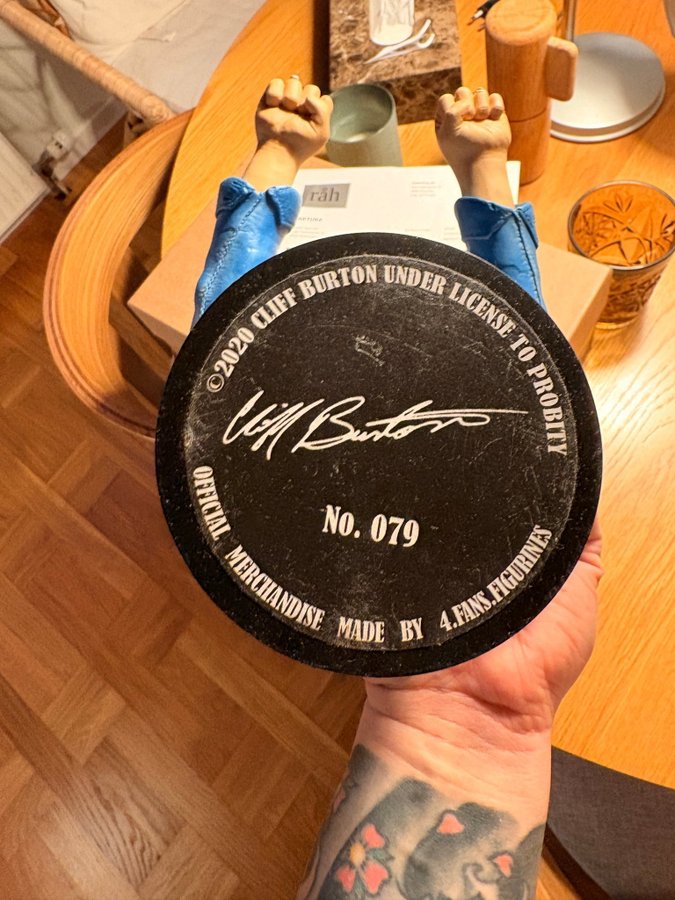 råh
©2020 CLIFF BURTON UNDER LICENSE TO PROBITY
Cliff Burton
No. 079
OFFICIAL MERCHANDISE MADE BY 4.FANS.FIGURINES